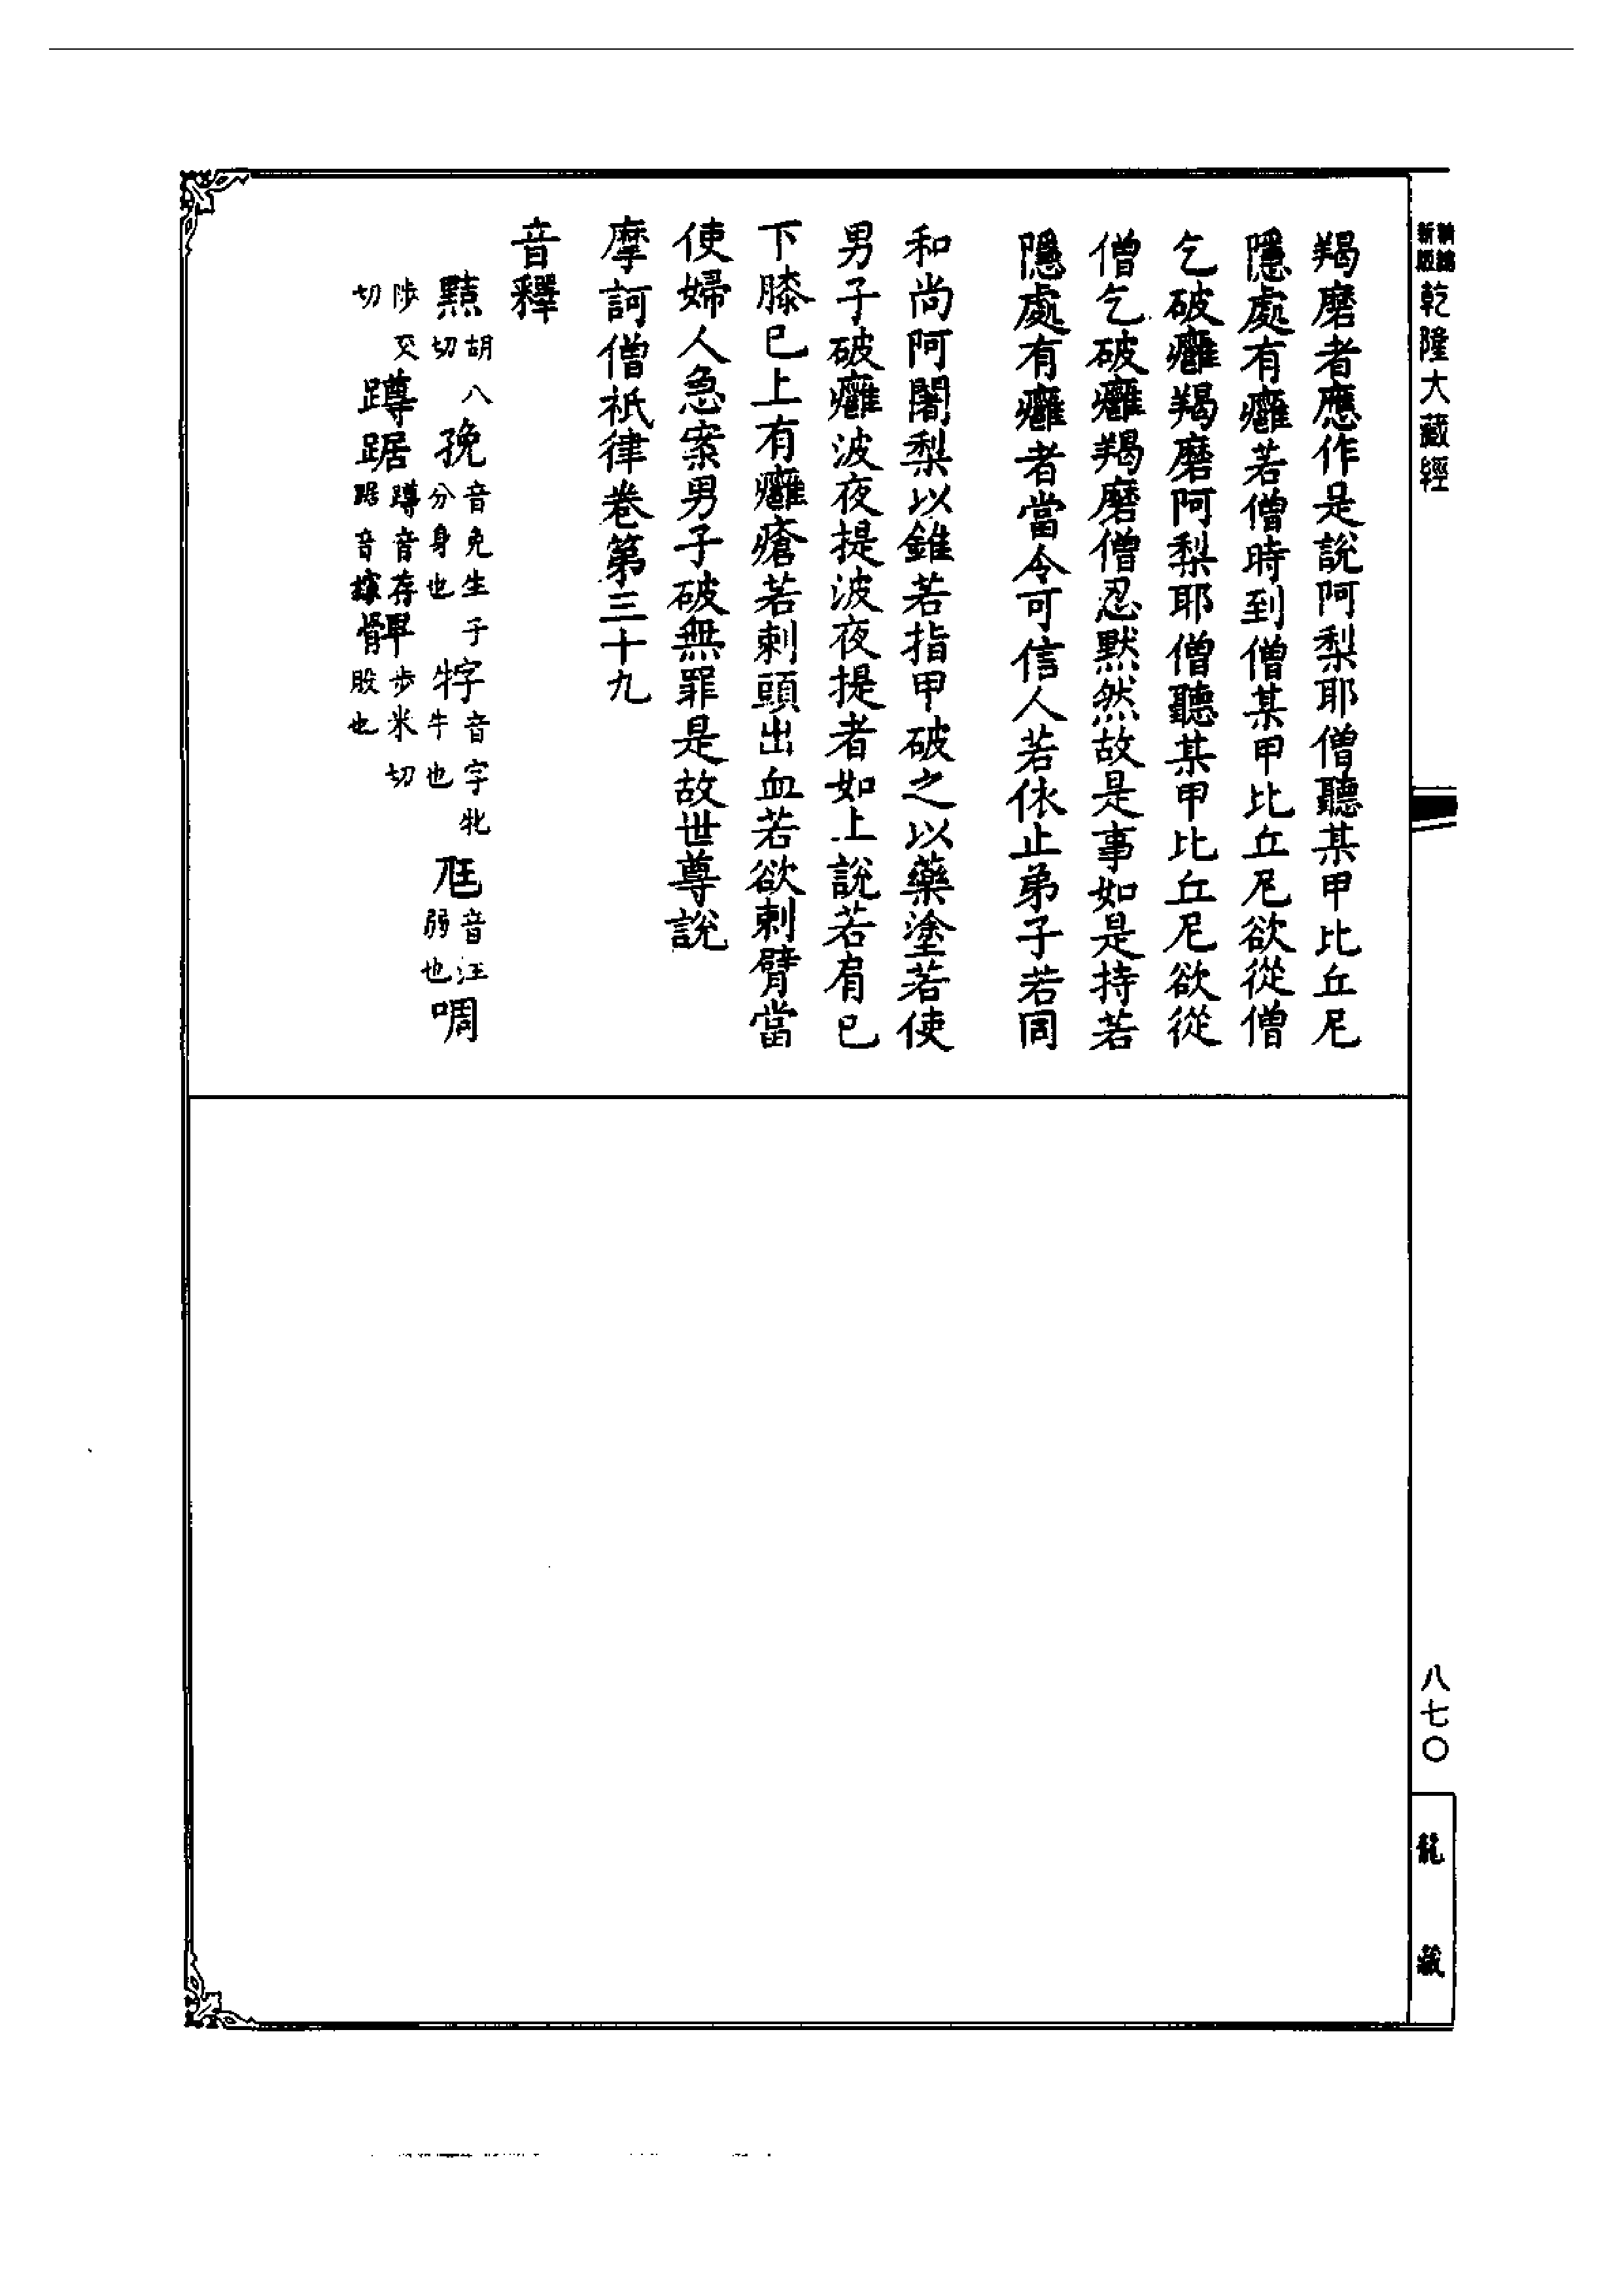 乾隆大藏經
羯磨者應作是說阿梨耶僧聽某甲比丘尼
隱處有癰若僧時到僧某甲比丘尼欲從僧
乞破癰羯磨阿梨耶僧聽某甲比丘尼欲從
僧乞破癰羯磨僧忍默然故是事如是持若
隱處有癰者當令可信人若依止弟子若同
和尚阿闍梨以錐若指甲破之以藥塗若使
男子破癰波夜提波夜提者如上說若肩已
下膝已上有癰瘡若刺頭出血若欲刺臂當
使婦人急案男子破無罪是故世尊說
摩訶僧祇律卷第三十九
音釋
黠 胡八切 㝃 音免生子分身也 牸 音字牝牛也 尫 音汪弱也 啁
陟交切 蹲踞 蹲音存踞音據 髀 步米切股也
八七〇
龍藏